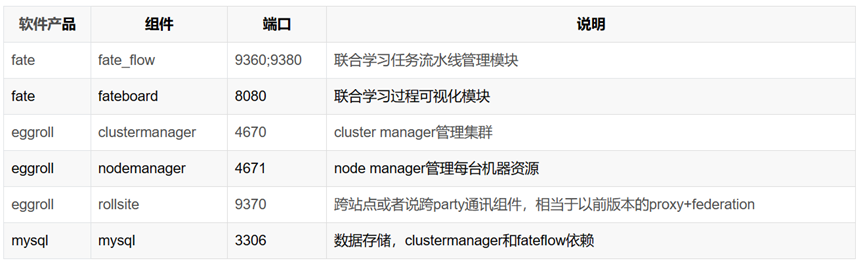 软件产品 组件 端口 说明
fate fate_flow 9360;9380 联合学习任务流水线管理模块
fate fateboard 8080 联合学习过程可视化模块
eggroll clustermanager 4670 cluster manager管理集群
eggroll nodemanager 4671 node manager管理每台机器资源
eggroll rollsite 9370 跨站点或者说跨party通讯组件，相当于以前版本的proxy+federation
mysql mysql 3306 数据存储，clustermanager和fateflow依赖